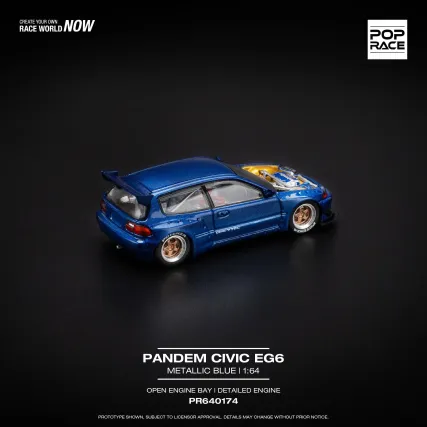 CREATE YOUR OWN
RACE WORLD NOW
POP
RACE
PANDEM CIVIC EG6
METALLIC BLUE | 1:64
OPEN ENGINE BAY | DETAILED ENGINE
PR640174
PROTOTYPE SHOWN, SUBJECT TO LICENSOR APPROVAL. DETAILS MAY CHANGE WITHOUT PRIOR NOTICE.